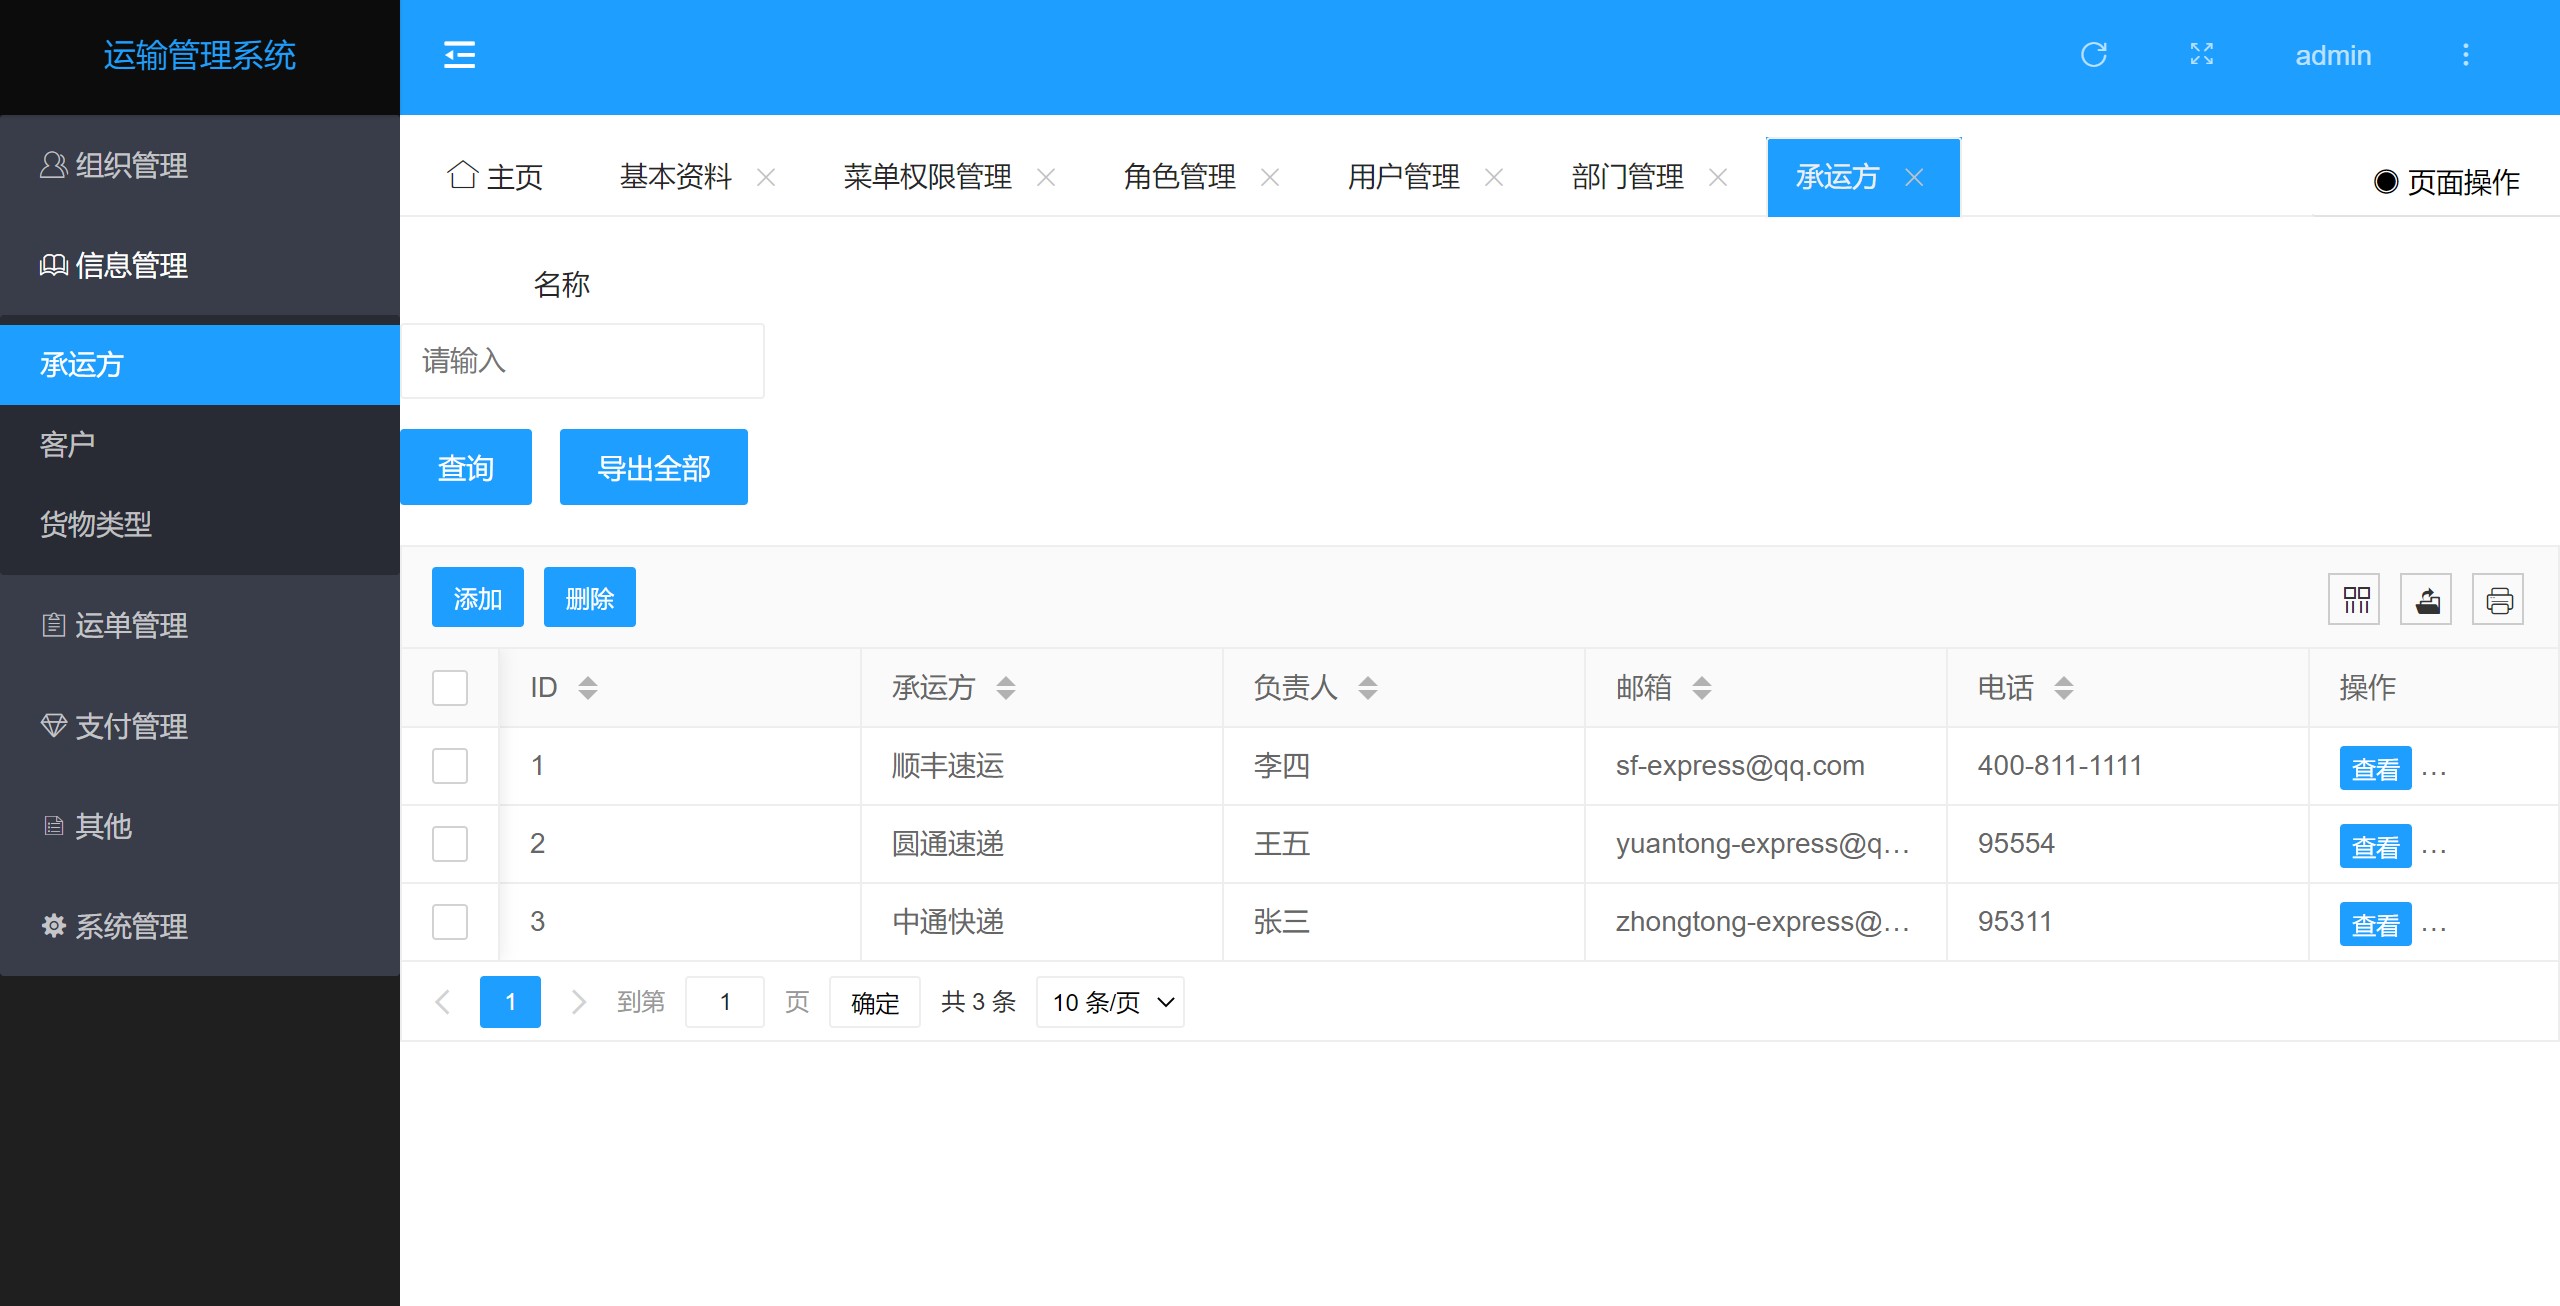 运输管理系统
admin
组织管理
信息管理
承运方
客户
货物类型
运单管理
支付管理
其他
系统管理
主页 基本资料 菜单权限管理 角色管理 用户管理 部门管理 承运方 页面操作
名称
请输入
查询 导出全部
添加 删除
ID 承运方 负责人 邮箱 电话 操作
1 顺丰速运 李四 sf-express@qq.com 400-811-1111 查看 ...
2 圆通速递 王五 yuantong-express@q... 95554 查看 ...
3 中通快递 张三 zhongtong-express@... 95311 查看 ...
1 到第 1 页 确定 共 3 条 10 条/页